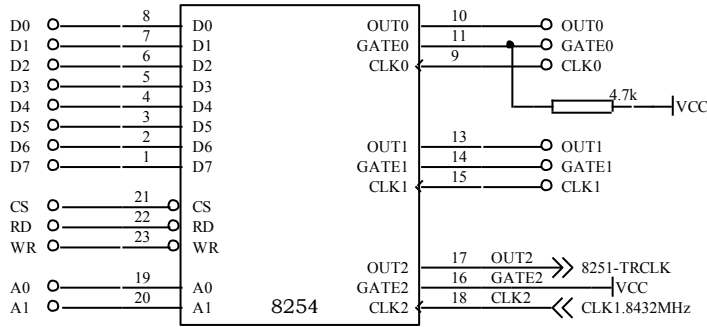 D0 8 D0 OUT0 10 OUT0
D1 7 D1 GATE0 11 GATE0
D2 6 D2 CLK0 9 CLK0
D3 5 D3
D4 4 D4 4.7k VCC
D5 3 D5
D6 2 D6 OUT1 13 OUT1
D7 1 D7 GATE1 14 GATE1
CLK1 15 CLK1
CS 21 CS
RD 22 RD
WR 23 WR
OUT2 17 OUT2 8251-TRCLK
A0 19 A0 GATE2 16 GATE2 VCC
A1 20 A1 8254 CLK2 18 CLK2 CLK1.8432MHz